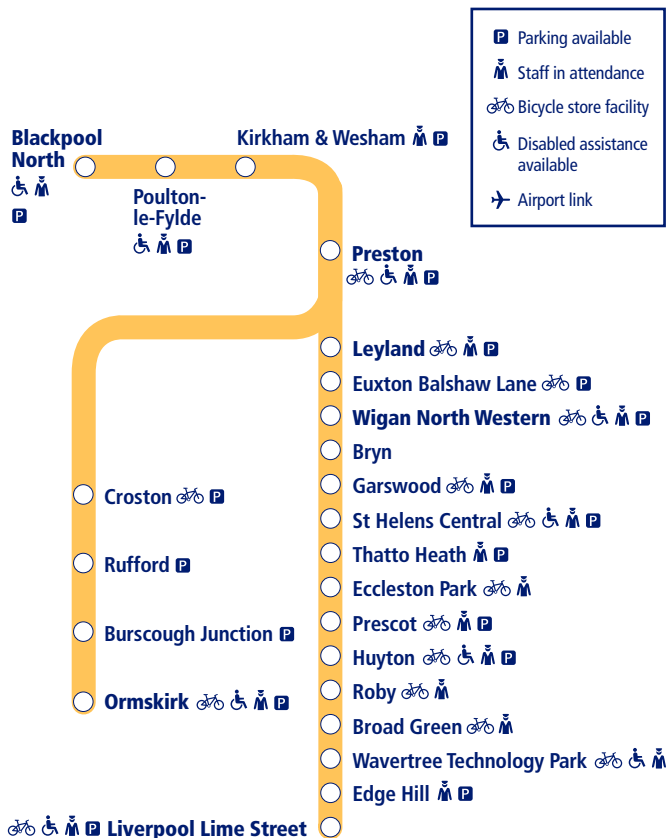 P Parking available
Staff in attendance
Bicycle store facility
Disabled assistance
available
Airport link
Blackpool
North
P
Kirkham & Wesham P
Poulton-
le-Fylde
P
Preston
P
Leyland P
Euxton Balshaw Lane P
Wigan North Western P
Bryn
Garswood P
St Helens Central P
Thatto Heath P
Eccleston Park
Prescot P
Huyton P
Roby
Broad Green
Wavertree Technology Park
Edge Hill P
P Liverpool Lime Street
Croston P
Rufford P
Burscough Junction P
Ormskirk P